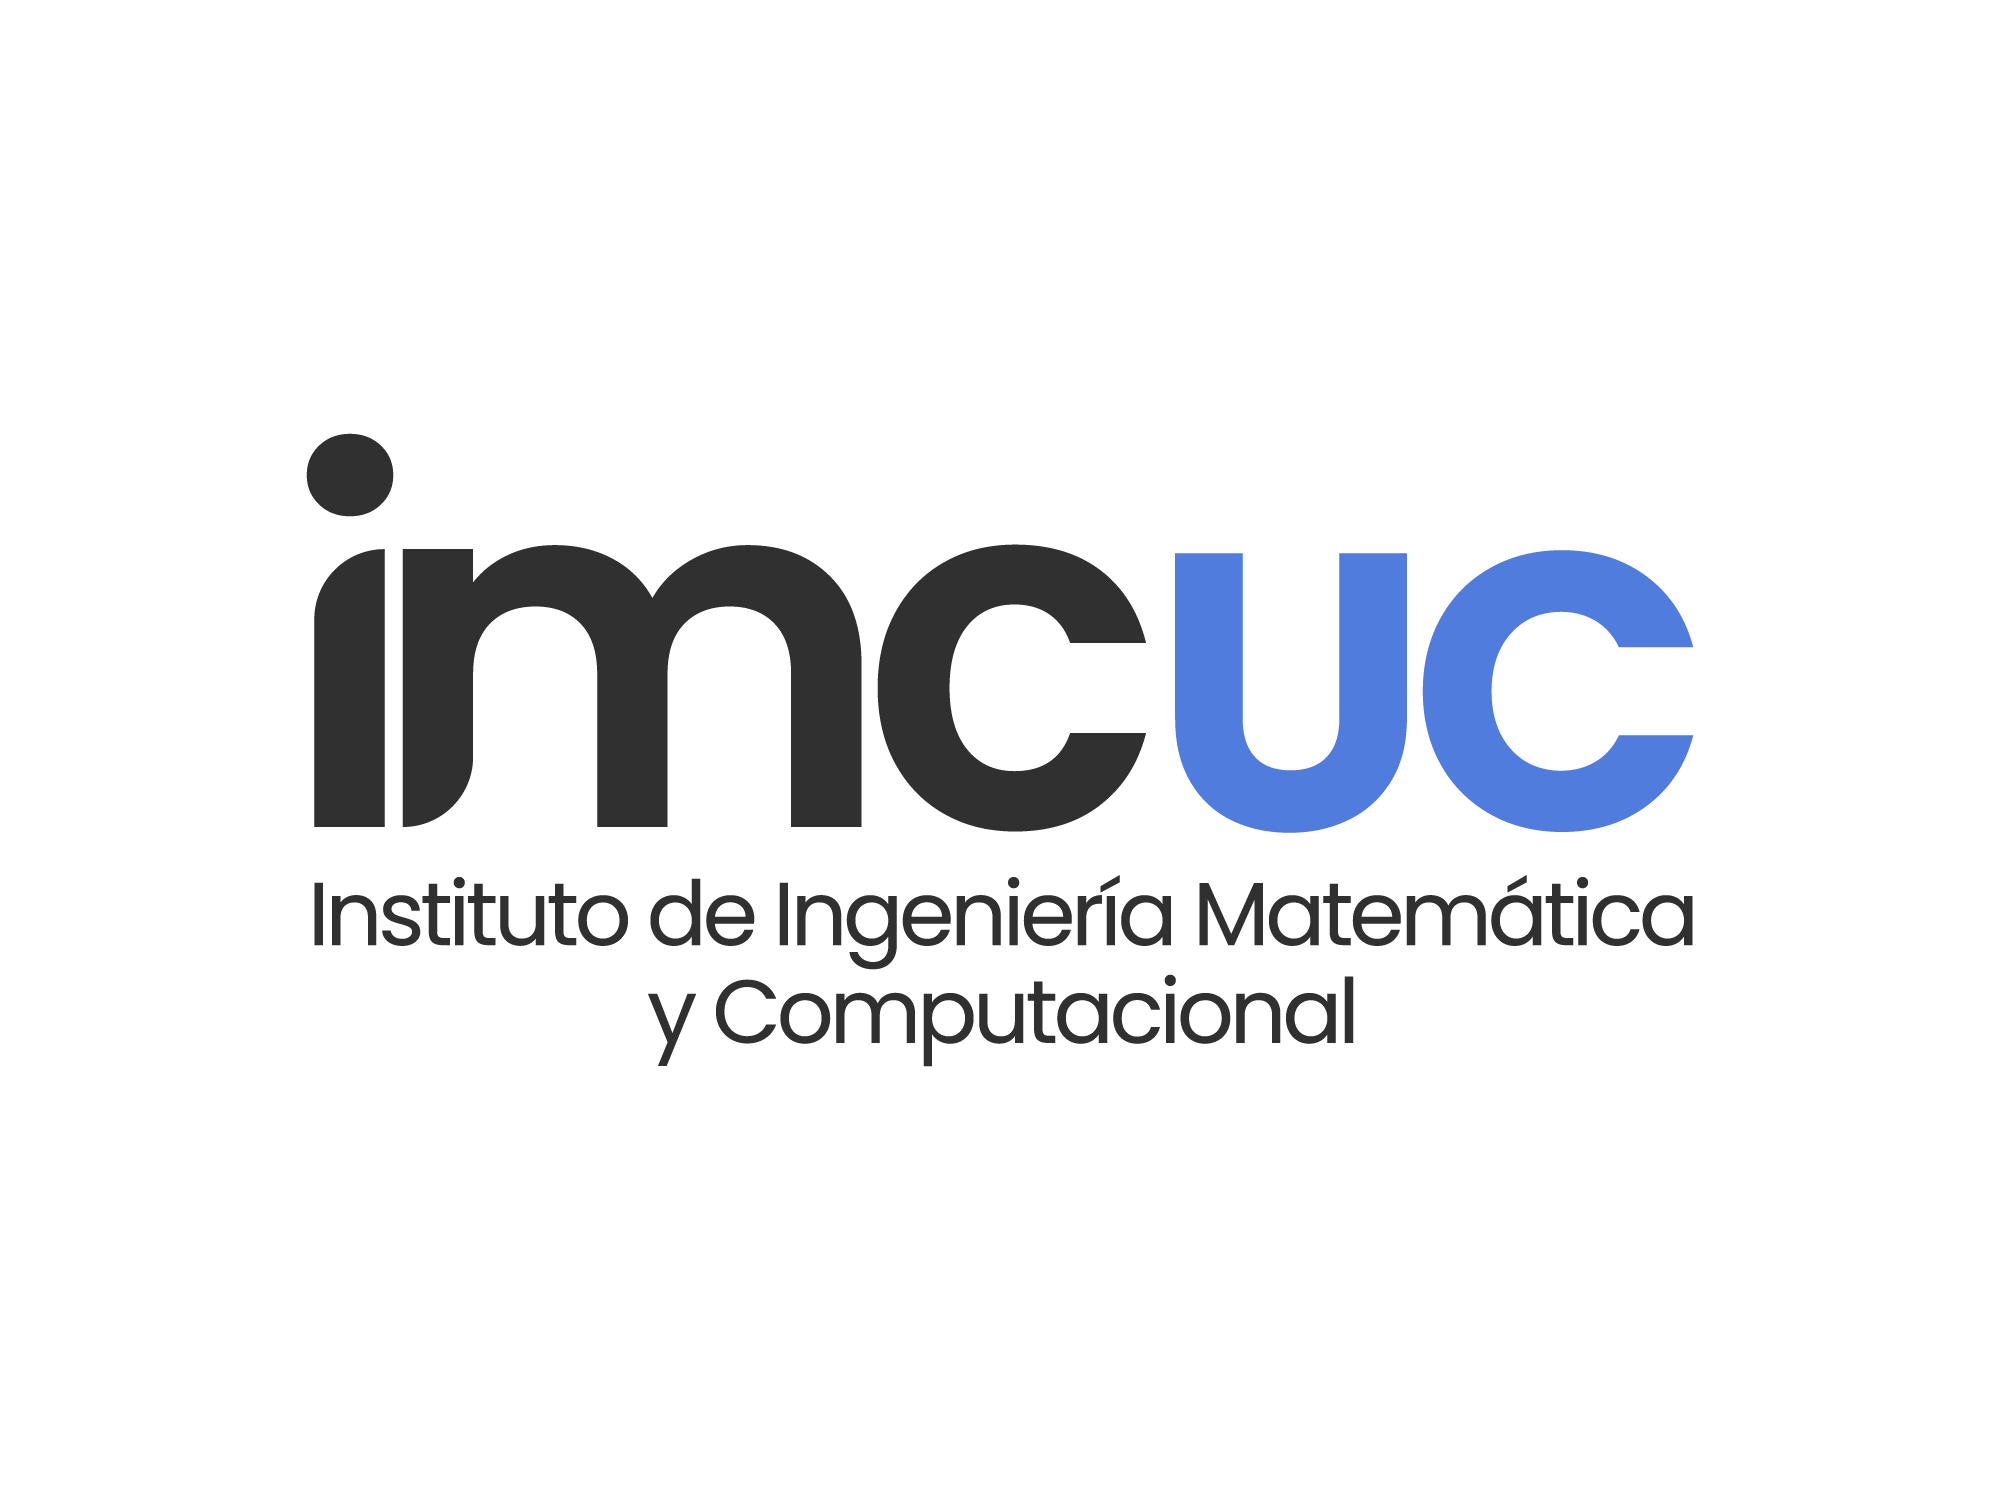 imcuc
Instituto de Ingeniería Matemática
y Computacional